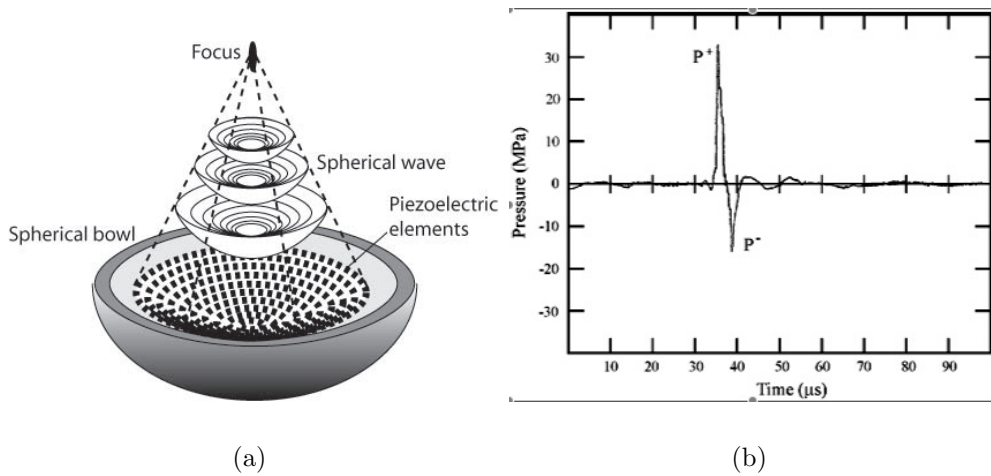 Focus
Spherical wave
Piezoelectric
elements
Spherical bowl
(a)
Pressure (MPa)
30
20
10
0
-10
-20
-30
P+
P-
10 20 30 40 50 60 70 80 90
Time (μs)
(b)